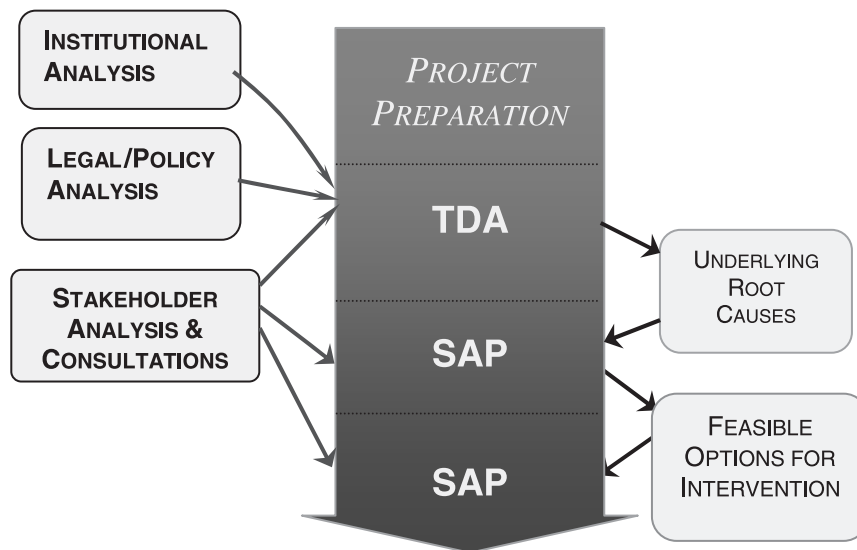 INSTITUTIONAL
ANALYSIS
LEGAL/POLICY
ANALYSIS
STAKEHOLDER
ANALYSIS &
CONSULTATIONS
PROJECT
PREPARATION
TDA
SAP
SAP
UNDERLYING
ROOT
CAUSES
FEASIBLE
OPTIONS FOR
INTERVENTION